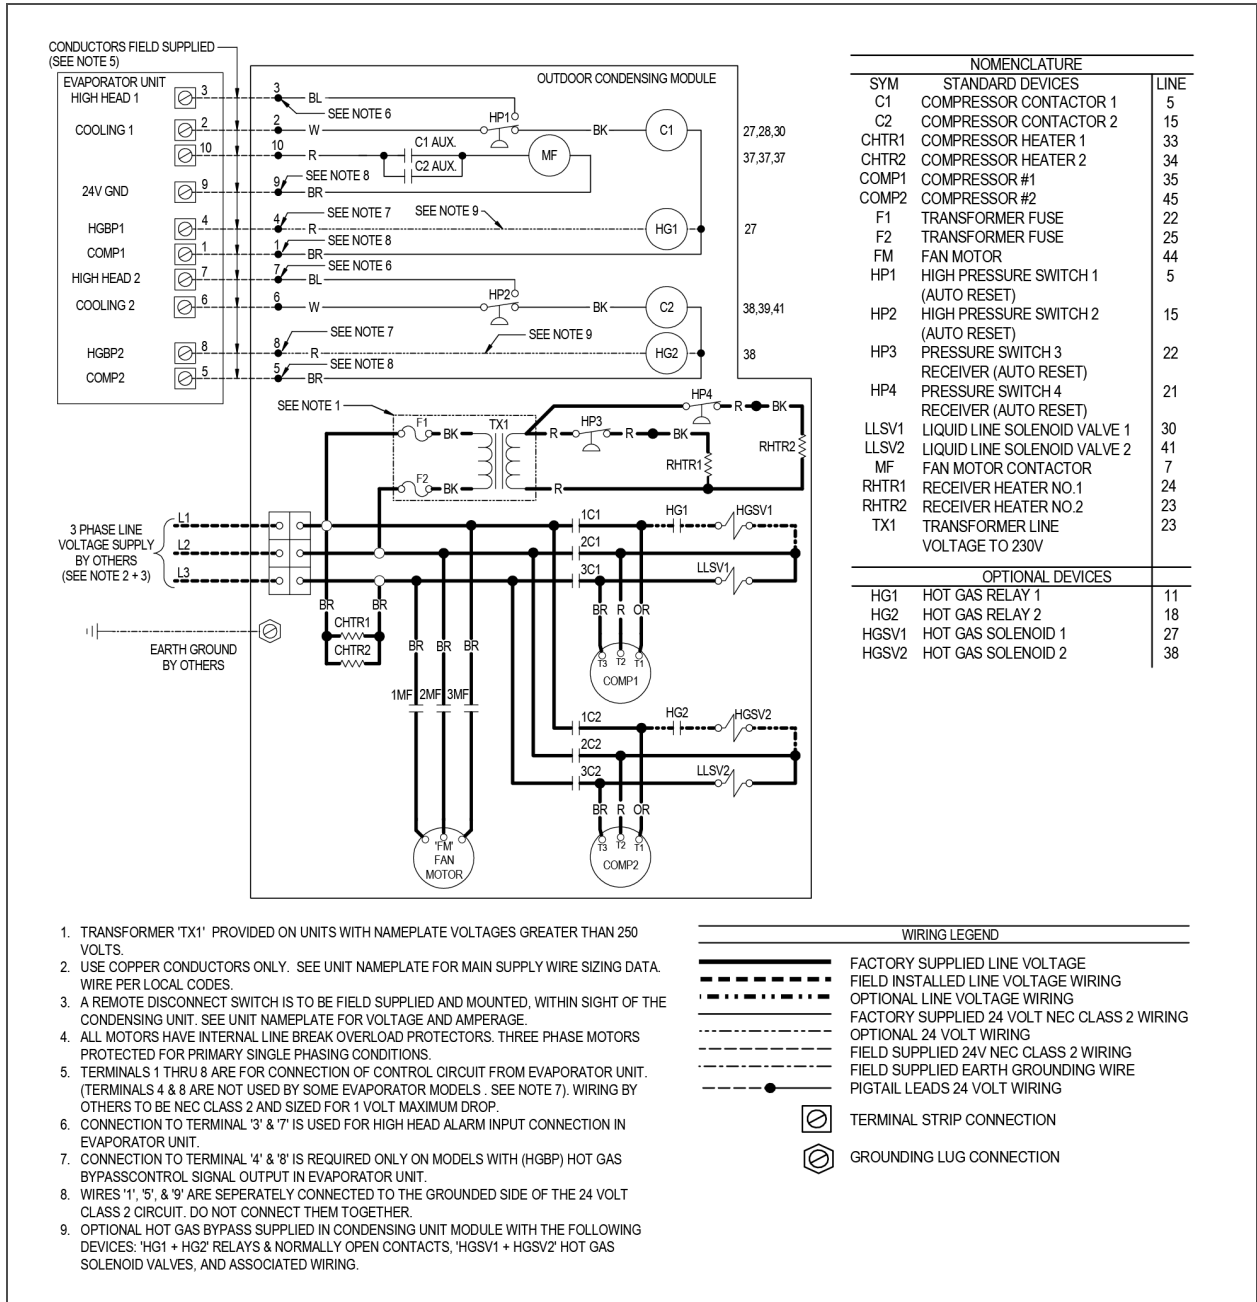 CONDUCTORS FIELD SUPPLIED
(SEE NOTE 5)
EVAPORATOR UNIT
OUTDOOR CONDENSING MODULE
HIGH HEAD 1 3 3 BL
SEE NOTE 6
HP1
COOLING 1 2 2 W BK C1 27,28,30
C1 AUX.
10 10 R MF 37,37,37
C2 AUX.
SEE NOTE 8
24V GND 9 9 BR
SEE NOTE 7 SEE NOTE 9
HGBP1 4 4 R HG1 27
SEE NOTE 8
COMP1 1 1 BR
SEE NOTE 6
HIGH HEAD 2 7 7 BL
HP2
COOLING 2 6 6 W BK C2 38,39,41
SEE NOTE 7
SEE NOTE 9
HGBP2 8 8 R HG2 38
SEE NOTE 8
COMP2 5 5 BR
SEE NOTE 1
HP4
R BK
F1 TX1 HP3
BK R R BK
RHTR2
RHTR1
F2
BK R
L1 1C1 HG1 HGSV1
3 PHASE LINE
VOLTAGE SUPPLY
BY OTHERS
(SEE NOTE 2 + 3)
L2 2C1
L3 3C1 LLSV1
BR BR BR R OR
CHTR1
CHTR2
BR BR BR
EARTH GROUND
BY OTHERS
T3 T2 T1
COMP1
1MF 2MF 3MF
1C2 HG2 HGSV2
2C2
3C2 LLSV2
BR R OR
T3 T2 T1
COMP2
'FM'
FAN
MOTOR
NOMENCLATURE
SYM STANDARD DEVICES LINE
C1 COMPRESSOR CONTACTOR 1 5
C2 COMPRESSOR CONTACTOR 2 15
CHTR1 COMPRESSOR HEATER 1 33
CHTR2 COMPRESSOR HEATER 2 34
COMP1 COMPRESSOR #1 35
COMP2 COMPRESSOR #2 45
F1 TRANSFORMER FUSE 22
F2 TRANSFORMER FUSE 25
FM FAN MOTOR 44
HP1 HIGH PRESSURE SWITCH 1 5
(AUTO RESET)
HP2 HIGH PRESSURE SWITCH 2 15
(AUTO RESET)
HP3 PRESSURE SWITCH 3 22
RECEIVER (AUTO RESET)
HP4 PRESSURE SWITCH 4 21
RECEIVER (AUTO RESET)
LLSV1 LIQUID LINE SOLENOID VALVE 1 30
LLSV2 LIQUID LINE SOLENOID VALVE 2 41
MF FAN MOTOR CONTACTOR 7
RHTR1 RECEIVER HEATER NO.1 24
RHTR2 RECEIVER HEATER NO.2 23
TX1 TRANSFORMER LINE 23
VOLTAGE TO 230V
OPTIONAL DEVICES
HG1 HOT GAS RELAY 1 11
HG2 HOT GAS RELAY 2 18
HGSV1 HOT GAS SOLENOID 1 27
HGSV2 HOT GAS SOLENOID 2 38
1. TRANSFORMER 'TX1' PROVIDED ON UNITS WITH NAMEPLATE VOLTAGES GREATER THAN 250
VOLTS.
2. USE COPPER CONDUCTORS ONLY. SEE UNIT NAMEPLATE FOR MAIN SUPPLY WIRE SIZING DATA.
WIRE PER LOCAL CODES.
3. A REMOTE DISCONNECT SWITCH IS TO BE FIELD SUPPLIED AND MOUNTED, WITHIN SIGHT OF THE
CONDENSING UNIT. SEE UNIT NAMEPLATE FOR VOLTAGE AND AMPERAGE.
4. ALL MOTORS HAVE INTERNAL LINE BREAK OVERLOAD PROTECTORS. THREE PHASE MOTORS
PROTECTED FOR PRIMARY SINGLE PHASING CONDITIONS.
5. TERMINALS 1 THRU 8 ARE FOR CONNECTION OF CONTROL CIRCUIT FROM EVAPORATOR UNIT.
(TERMINALS 4 & 8 ARE NOT USED BY SOME EVAPORATOR MODELS . SEE NOTE 7). WIRING BY
OTHERS TO BE NEC CLASS 2 AND SIZED FOR 1 VOLT MAXIMUM DROP.
6. CONNECTION TO TERMINAL '3' & '7' IS USED FOR HIGH HEAD ALARM INPUT CONNECTION IN
EVAPORATOR UNIT.
7. CONNECTION TO TERMINAL '4' & '8' IS REQUIRED ONLY ON MODELS WITH (HGBP) HOT GAS
BYPASSCONTROL SIGNAL OUTPUT IN EVAPORATOR UNIT.
8. WIRES '1', '5', & '9' ARE SEPERATELY CONNECTED TO THE GROUNDED SIDE OF THE 24 VOLT
CLASS 2 CIRCUIT. DO NOT CONNECT THEM TOGETHER.
9. OPTIONAL HOT GAS BYPASS SUPPLIED IN CONDENSING UNIT MODULE WITH THE FOLLOWING
DEVICES: 'HG1 + HG2' RELAYS & NORMALLY OPEN CONTACTS, 'HGSV1 + HGSV2' HOT GAS
SOLENOID VALVES, AND ASSOCIATED WIRING.
WIRING LEGEND
FACTORY SUPPLIED LINE VOLTAGE
FIELD INSTALLED LINE VOLTAGE WIRING
OPTIONAL LINE VOLTAGE WIRING
FACTORY SUPPLIED 24 VOLT NEC CLASS 2 WIRING
OPTIONAL 24 VOLT WIRING
FIELD SUPPLIED 24V NEC CLASS 2 WIRING
FIELD SUPPLIED EARTH GROUNDING WIRE
PIGTAIL LEADS 24 VOLT WIRING
TERMINAL STRIP CONNECTION
GROUNDING LUG CONNECTION